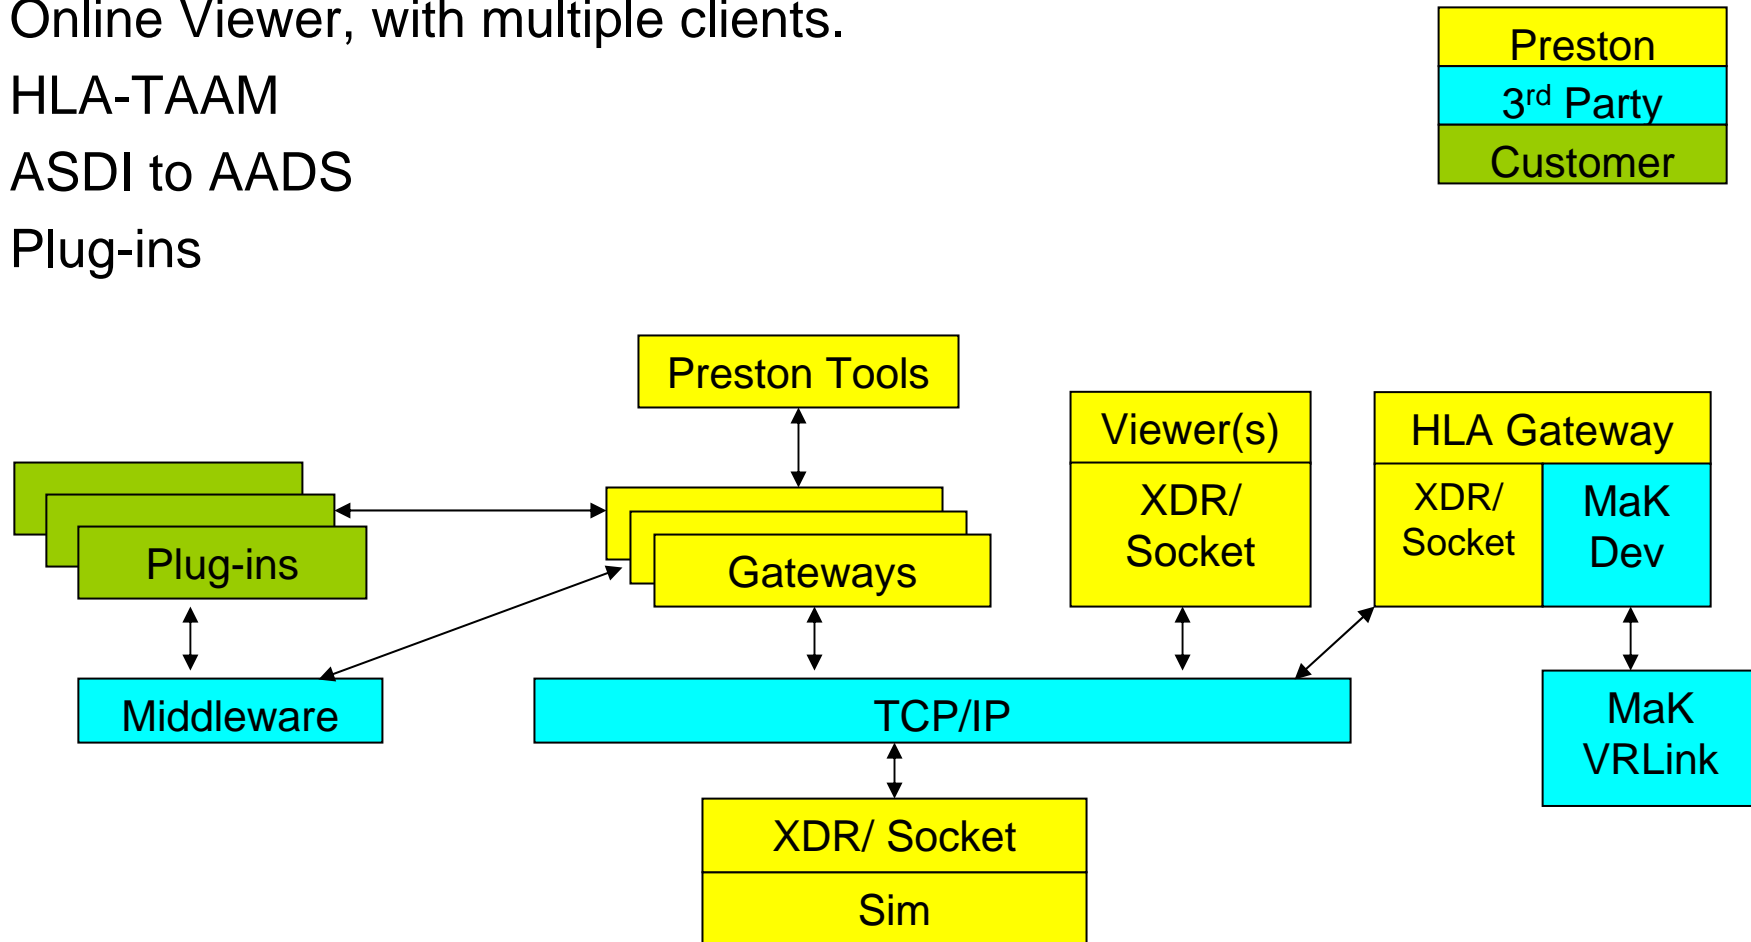 Online Viewer, with multiple clients.
HLA-TAAM
ASDI to AADS
Plug-ins
Preston
3rd Party
Customer
Preston Tools
Viewer(s)
XDR/
Socket
HLA Gateway
XDR/
Socket
MaK
Dev
Plug-ins
Gateways
Middleware
TCP/IP
MaK
VRLink
XDR/ Socket
Sim